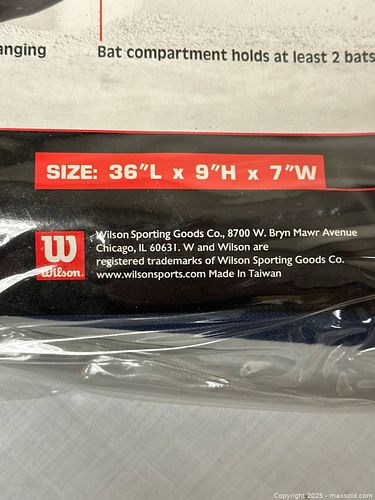 anging
Bat compartment holds at least 2 bats
SIZE: 36"L x 9"H x 7"W
W
Wilson.
Wilson Sporting Goods Co., 8700 W. Bryn Mawr Avenue
Chicago, IL 60631. W and Wilson are
registered trademarks of Wilson Sporting Goods Co.
www.wilsonsports.com Made In Taiwan
Copyright 2025 - maxsold.com